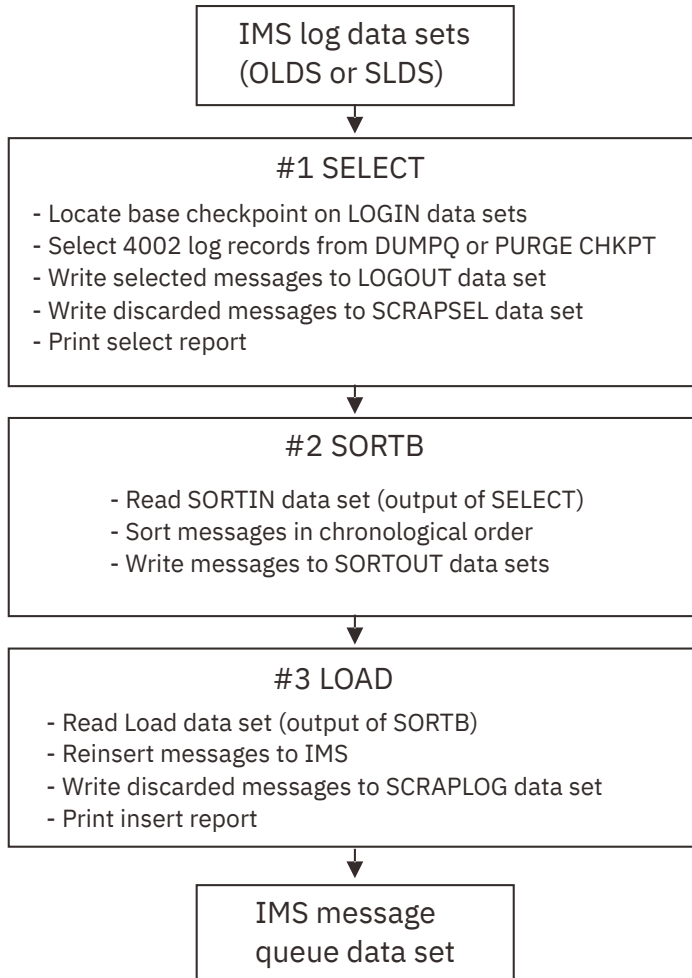 IMS log data sets
(OLDS or SLDS)
#1 SELECT
- Locate base checkpoint on LOGIN data sets
- Select 4002 log records from DUMPQ or PURGE CHKPT
- Write selected messages to LOGOUT data set
- Write discarded messages to SCRAPSEL data set
- Print select report
#2 SORTB
- Read SORTIN data set (output of SELECT)
- Sort messages in chronological order
- Write messages to SORTOUT data sets
#3 LOAD
- Read Load data set (output of SORTB)
- Reinsert messages to IMS
- Write discarded messages to SCRAPLOG data set
- Print insert report
IMS message
queue data set